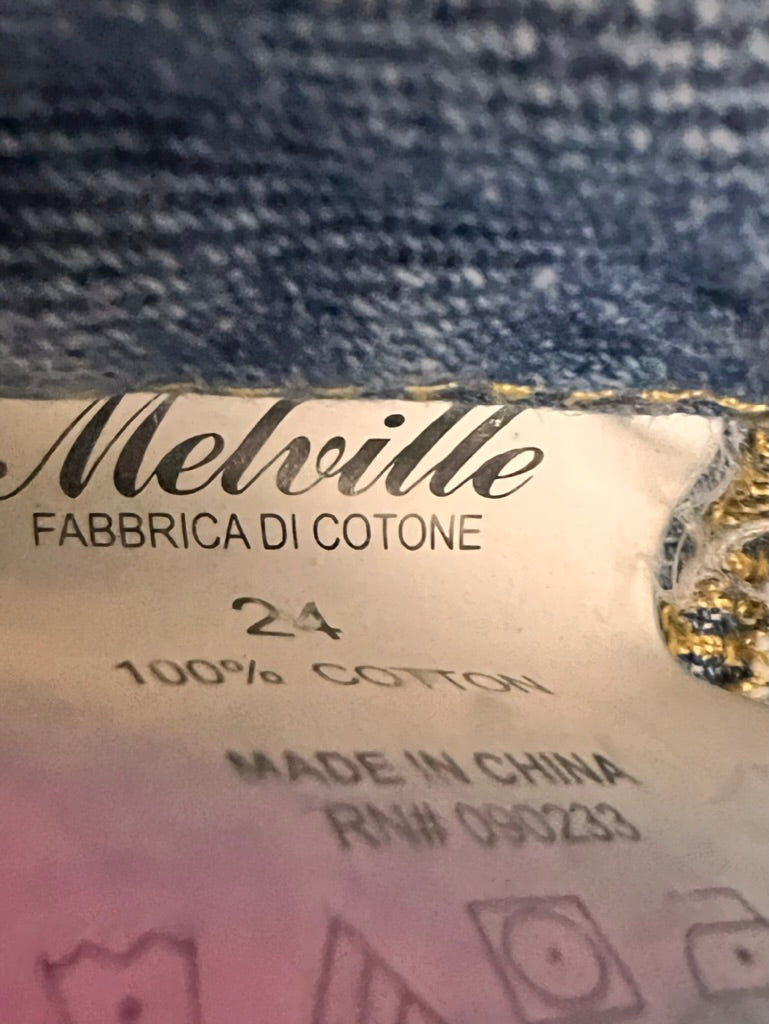 Melville
FABBRICA DI COTONE
24
100% COTTON
MADE IN CHINA
RN# 090233